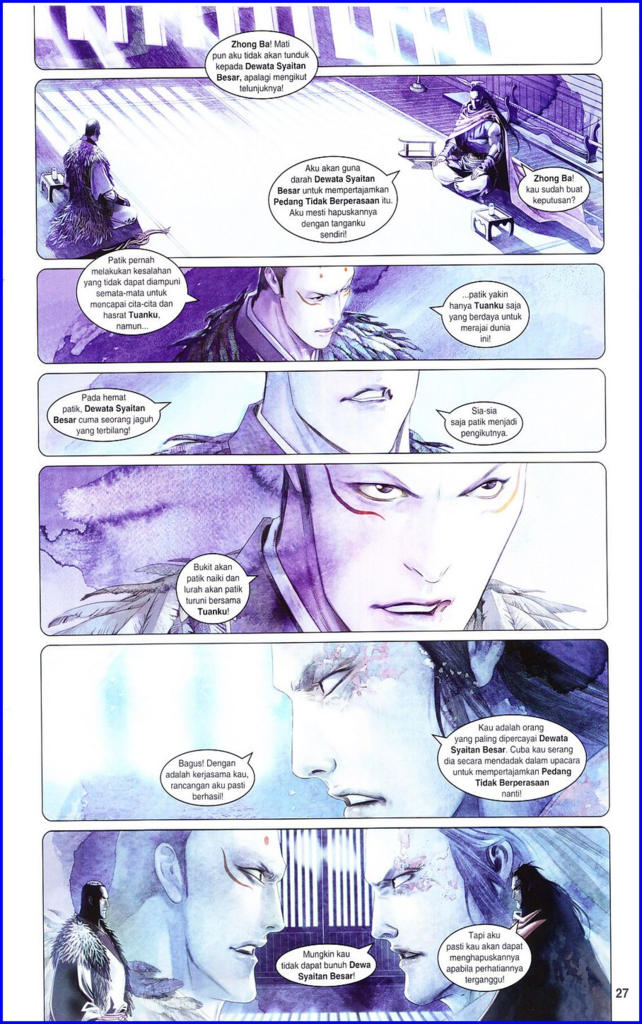 Zhong Ba! Mati
pun aku tidak akan tunduk
kepada Dewata Syaitan
Besar, apalagi mengikut
telunjuknya!
Aku akan guna
darah Dewata Syaitan
Besar untuk mempertajamkan
Pedang Tidak Berperasaan itu.
Aku mesti hapuskannya
dengan tanganku
sendiri!
Zhong Ba!
kau sudah buat
keputusan?
Patik pernah
melakukan kesalahan
yang tidak dapat diampuni
semata-mata untuk
mencapai cita-cita dan
hasrat Tuanku,
namun...
...patik yakin
hanya Tuanku saja
yang berdaya untuk
merajai dunia
ini!
Pada hemat
patik, Dewata Syaitan
Besar cuma seorang jaguh
yang terbilang!
Sia-sia
saja patik menjadi
pengikutnya.
Bukit akan
patik naiki dan
lurah akan patik
turuni bersama
Tuanku!
Kau adalah orang
yang paling dipercayai Dewata
Syaitan Besar. Cuba kau serang
dia secara mendadak dalam upacara
untuk mempertajamkan Pedang
Tidak Berperasaan
nanti!
Bagus! Dengan
adalah kerjasama kau,
rancangan aku pasti
berhasil!
Mungkin kau
tidak dapat bunuh Dewa
Syaitan Besar!
Tapi aku
pasti kau akan dapat
menghapuskannya
apabila perhatiannya
terganggu!
27